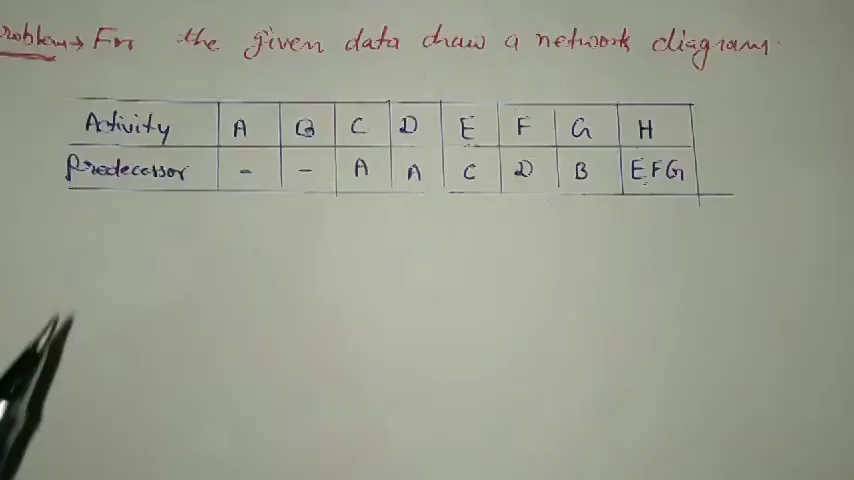 Problem → For the given data draw a network diagram.
Activity A B C D E F G H
Predecessor - - A A C D B E F G